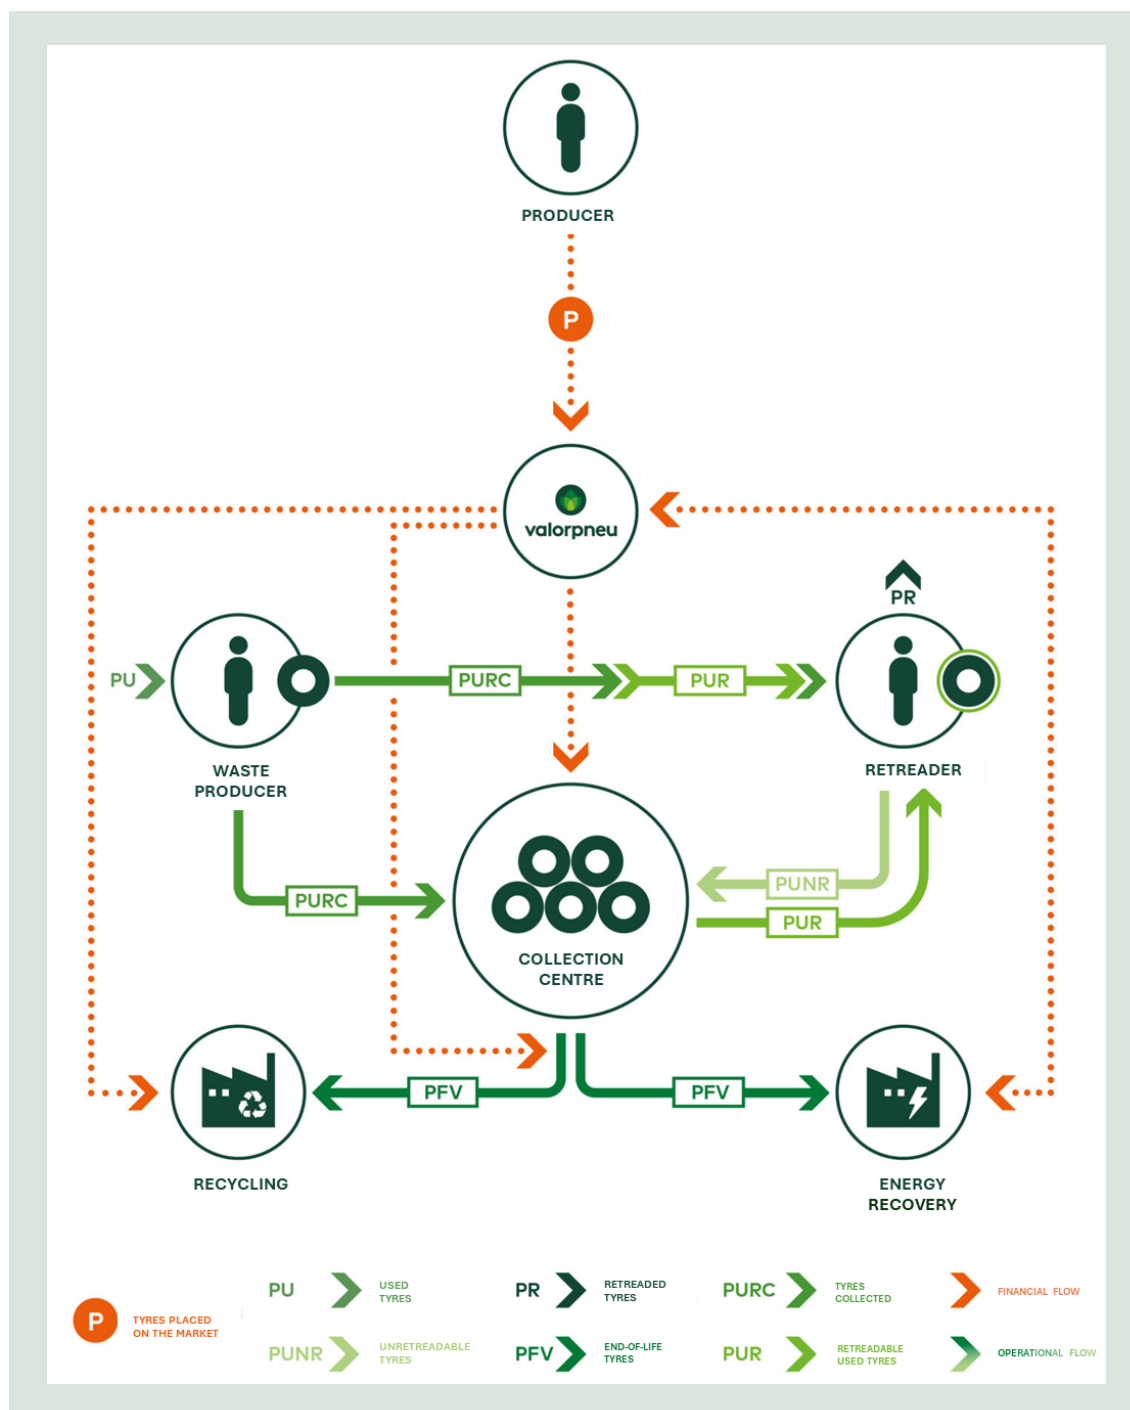 PRODUCER
P
valorpneu
PR
PU
PURC
PUR
WASTE
PRODUCER
RETREADER
PUNR
PURC
PUR
COLLECTION
CENTRE
PFV
PFV
RECYCLING
ENERGY
RECOVERY
P
TYRES PLACED
ON THE MARKET
PU
USED
TYRES
PR
RETREADED
TYRES
PURC
TYRES
COLLECTED
FINANCIAL FLOW
PUNR
UNRETREADABLE
TYRES
PFV
END-OF-LIFE
TYRES
PUR
RETREADABLE
USED TYRES
OPERATIONAL FLOW